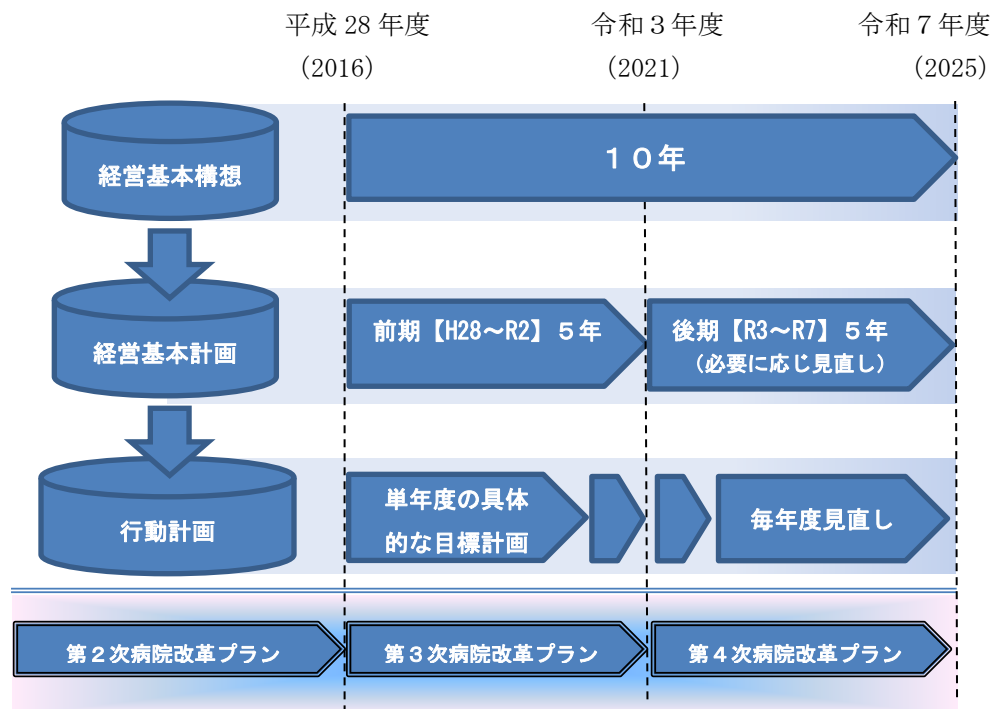 平成 28 年度
(2016)
令和３年度
(2021)
令和７年度
(2025)
経営基本構想
１０年
経営基本計画
前期【H28～R2】５年
後期【R3～R7】５年
（必要に応じ見直し）
行動計画
単年度の具体
的な目標計画
毎年度見直し
第２次病院改革プラン
第３次病院改革プラン
第４次病院改革プラン